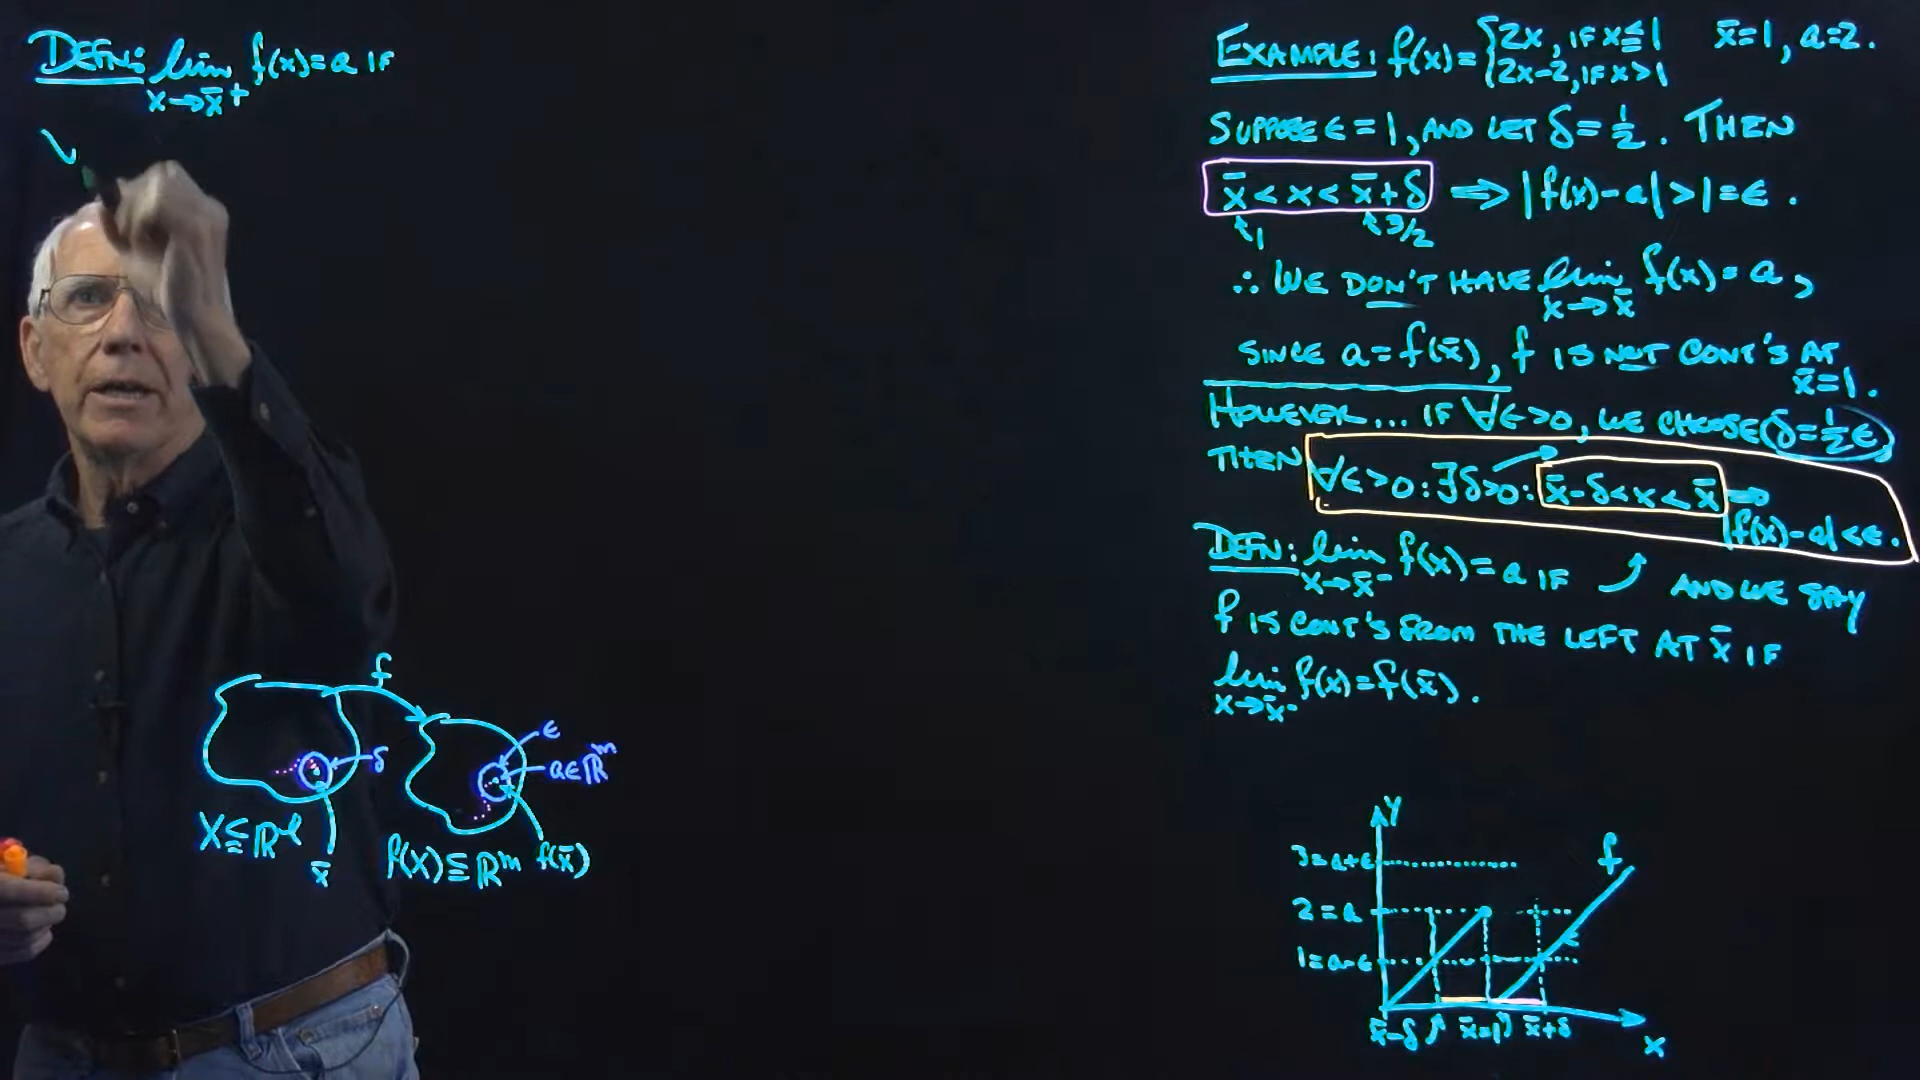 DEFN: lim f(x)=a IF
x→x̄+
f
δ
ϵ
a∈ℝᵐ
X⊆ℝˡ
x̄
f(X)⊆ℝᵐ f(x̄)
EXAMPLE: f(x)={2x, IF x≤1 x̄=1, a=2.
2x-2, IF x>1
SUPPOSE ϵ=1, AND LET δ=½. THEN
x̄<x<x̄+δ ⟹ |f(x)-a|>1=ϵ.
1 3/2
∴ WE DON'T HAVE lim f(x)=a,
x→x̄
SINCE a=f(x̄), f IS NOT CONT'S AT
x̄=1.
HOWEVER... IF ∀ϵ>0, WE CHOOSE δ=½ϵ
THEN ∀ϵ>0:∃δ>0: x̄-δ<x<x̄ ⟹
|f(x)-a|<ϵ.
DEFN: lim f(x)=a IF AND WE SAY
x→x̄-
f IS CONT'S FROM THE LEFT AT x̄ IF
lim f(x)=f(x̄).
x→x̄-
Y
3=a+ϵ
f
2=a
1=a-ϵ
x̄-δ x̄=1 x̄+δ
x